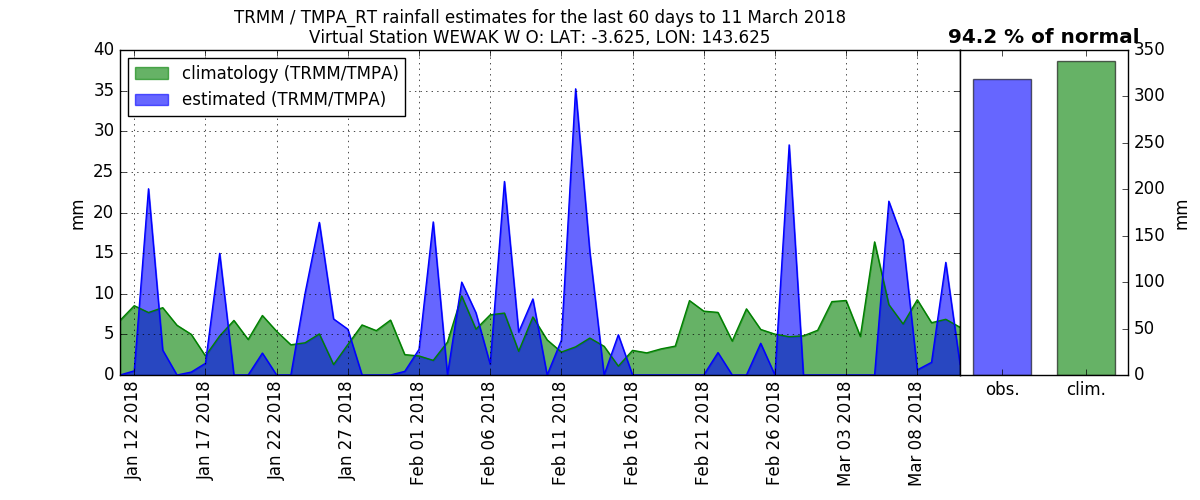 TRMM / TMPA_RT rainfall estimates for the last 60 days to 11 March 2018
Virtual Station WEWAK W O: LAT: -3.625, LON: 143.625
94.2 % of normal
climatology (TRMM/TMPA)
estimated (TRMM/TMPA)
mm
40
35
30
25
20
15
10
5
0
350
300
250
200
150
100
50
0
mm
Jan 12 2018
Jan 17 2018
Jan 22 2018
Jan 27 2018
Feb 01 2018
Feb 06 2018
Feb 11 2018
Feb 16 2018
Feb 21 2018
Feb 26 2018
Mar 03 2018
Mar 08 2018
obs.
clim.